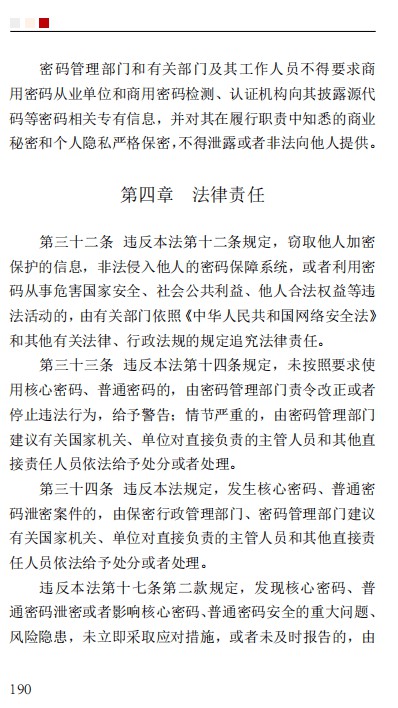 密码管理部门和有关部门及其工作人员不得要求商
用密码从业单位和商用密码检测、认证机构向其披露源代
码等密码相关专有信息，并对其在履行职责中知悉的商业
秘密和个人隐私严格保密，不得泄露或者非法向他人提供。
第四章　法律责任
第三十二条　违反本法第十二条规定，窃取他人加密
保护的信息，非法侵入他人的密码保障系统，或者利用密
码从事危害国家安全、社会公共利益、他人合法权益等违
法活动的，由有关部门依照《中华人民共和国网络安全法》
和其他有关法律、行政法规的规定追究法律责任。
第三十三条　违反本法第十四条规定，未按照要求使
用核心密码、普通密码的，由密码管理部门责令改正或者
停止违法行为，给予警告；情节严重的，由密码管理部门
建议有关国家机关、单位对直接负责的主管人员和其他直
接责任人员依法给予处分或者处理。
第三十四条　违反本法规定，发生核心密码、普通密
码泄密案件的，由保密行政管理部门、密码管理部门建议
有关国家机关、单位对直接负责的主管人员和其他直接责
任人员依法给予处分或者处理。
违反本法第十七条第二款规定，发现核心密码、普
通密码泄密或者影响核心密码、普通密码安全的重大问题、
风险隐患，未立即采取应对措施，或者未及时报告的，由
190